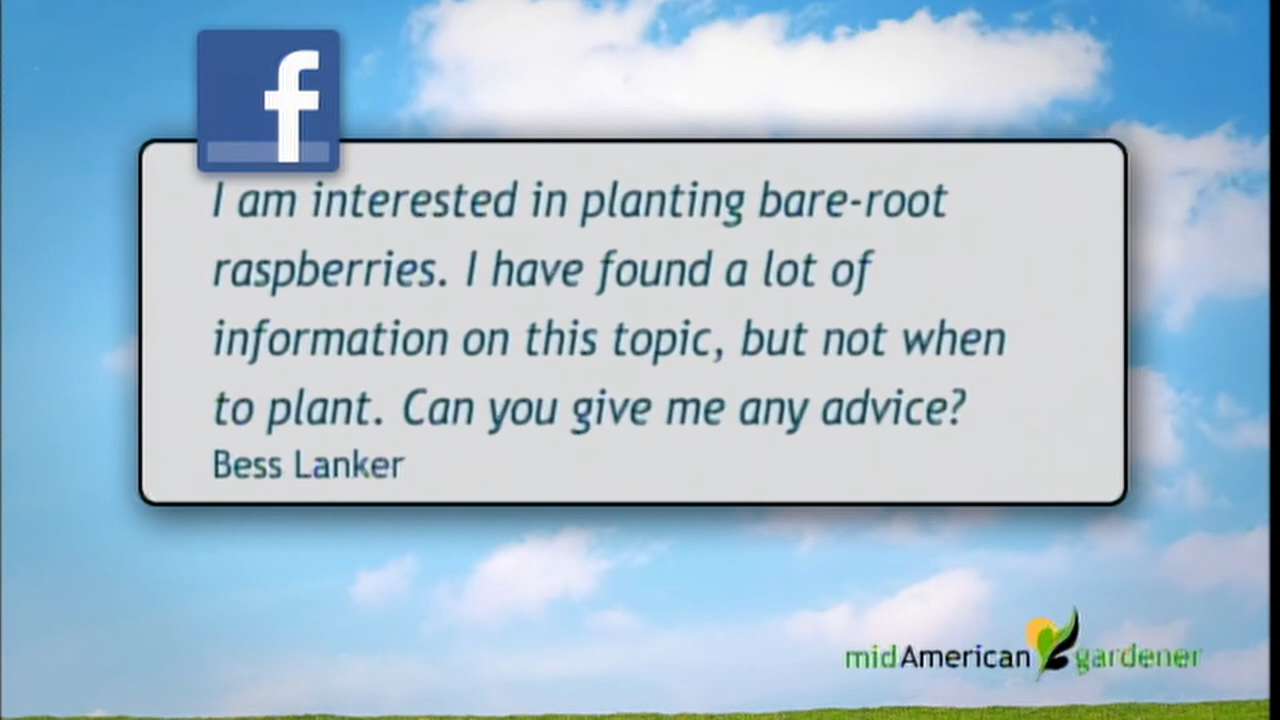 f
I am interested in planting bare-root
raspberries. I have found a lot of
information on this topic, but not when
to plant. Can you give me any advice?
Bess Lanker
midAmerican gardener